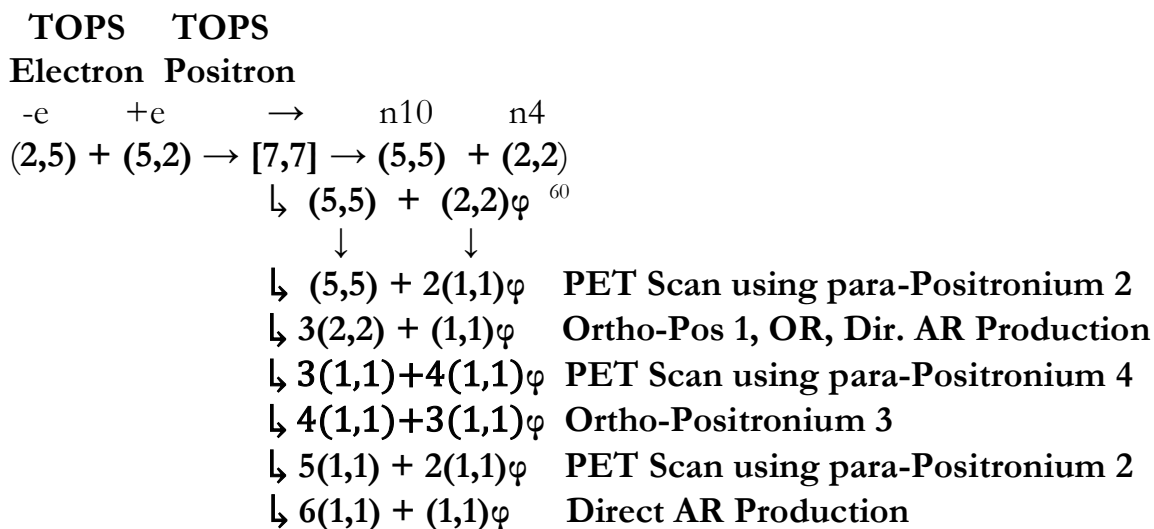 TOPS TOPS
Electron Positron
-e +e → n10 n4
(2,5) + (5,2) → [7,7] → (5,5) + (2,2)
↳ (5,5) + (2,2)φ 60
↓ ↓
↳ (5,5) + 2(1,1)φ PET Scan using para-Positronium 2
↳ 3(2,2) + (1,1)φ Ortho-Pos 1, OR, Dir. AR Production
↳ 3(1,1)+4(1,1)φ PET Scan using para-Positronium 4
↳ 4(1,1)+3(1,1)φ Ortho-Positronium 3
↳ 5(1,1) + 2(1,1)φ PET Scan using para-Positronium 2
↳ 6(1,1) + (1,1)φ Direct AR Production